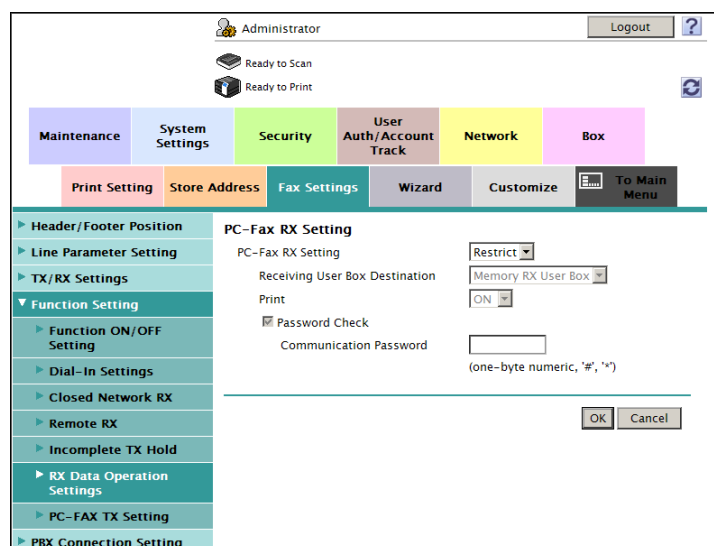 Administrator
Logout
?
Ready to Scan
Ready to Print
Maintenance
System
Settings
Security
User
Auth/Account
Track
Network
Box
Print Setting
Store Address
Fax Settings
Wizard
Customize
To Main
Menu
Header/Footer Position
Line Parameter Setting
TX/RX Settings
Function Setting
Function ON/OFF
Setting
Dial-In Settings
Closed Network RX
Remote RX
Incomplete TX Hold
RX Data Operation
Settings
PC-FAX TX Setting
PBX Connection Setting
PC-Fax RX Setting
PC-Fax RX Setting
Restrict
Receiving User Box Destination
Memory RX User Box
Print
ON
Password Check
Communication Password
(one-byte numeric, '#', '*')
OK
Cancel